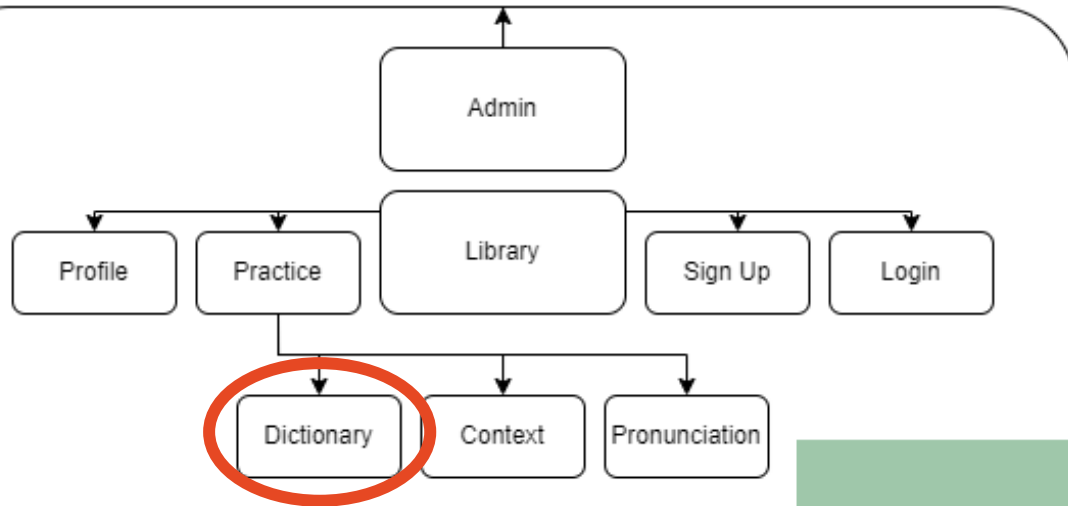 Admin
Library
Profile
Practice
Sign Up
Login
Dictionary
Context
Pronunciation